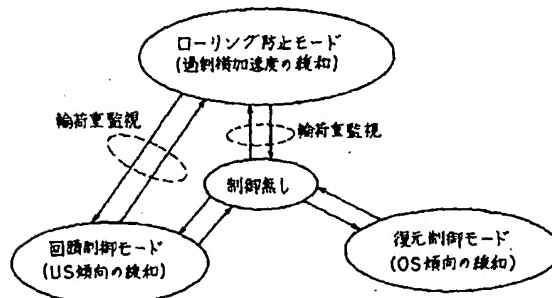 ローリング防止モード
(過剰横加速度の緩和)
輪荷重監視
輪荷重監視
制御無し
回頭制御モード
(US傾向の緩和)
復元制御モード
(OS傾向の緩和)